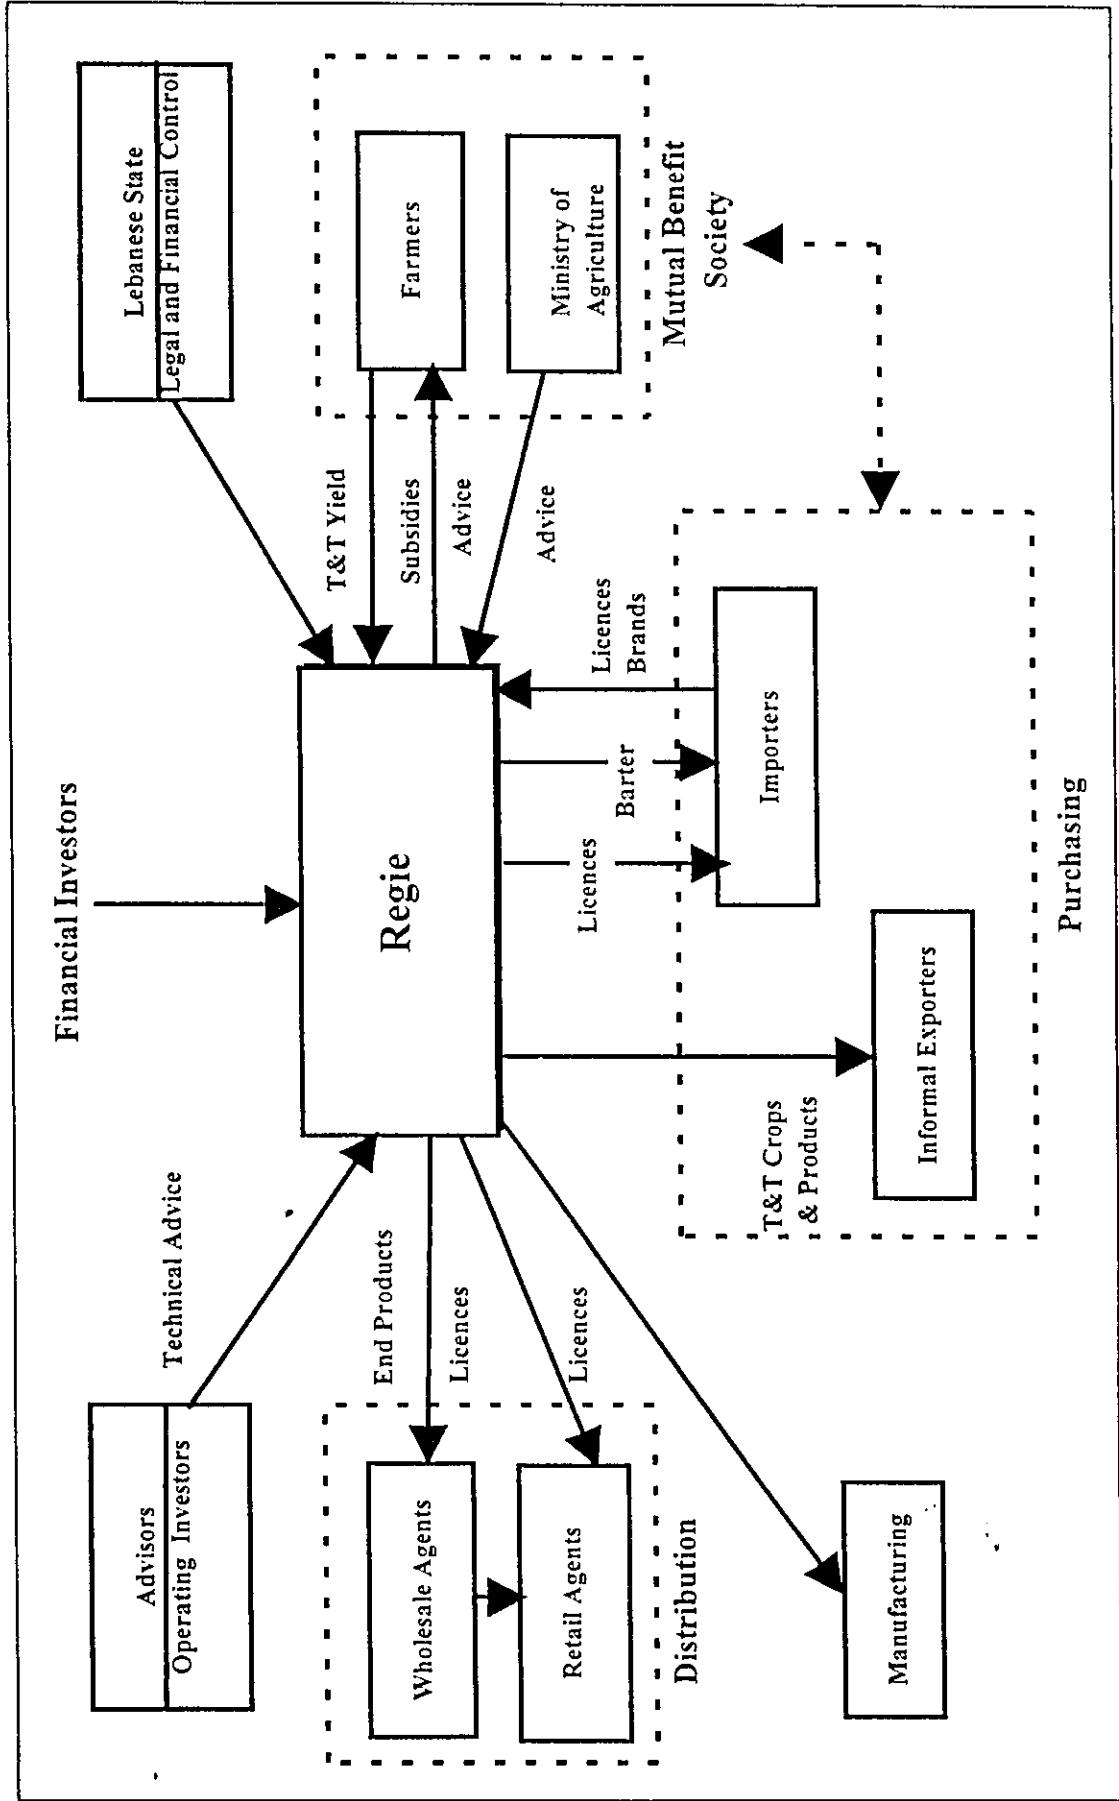 Financial Investors
Advisors
Operating Investors
Technical Advice
Lebanese State
Legal and Financial Control
Regie
End Products
Licences
Licences
Wholesale Agents
Retail Agents
Distribution
Manufacturing
T&T Yield
Subsidies
Advice
Advice
Farmers
Ministry of
Agriculture
Mutual Benefit
Society
T&T Crops
& Products
Licences
Barter
Licences
Brands
Importers
Informal Exporters
Purchasing